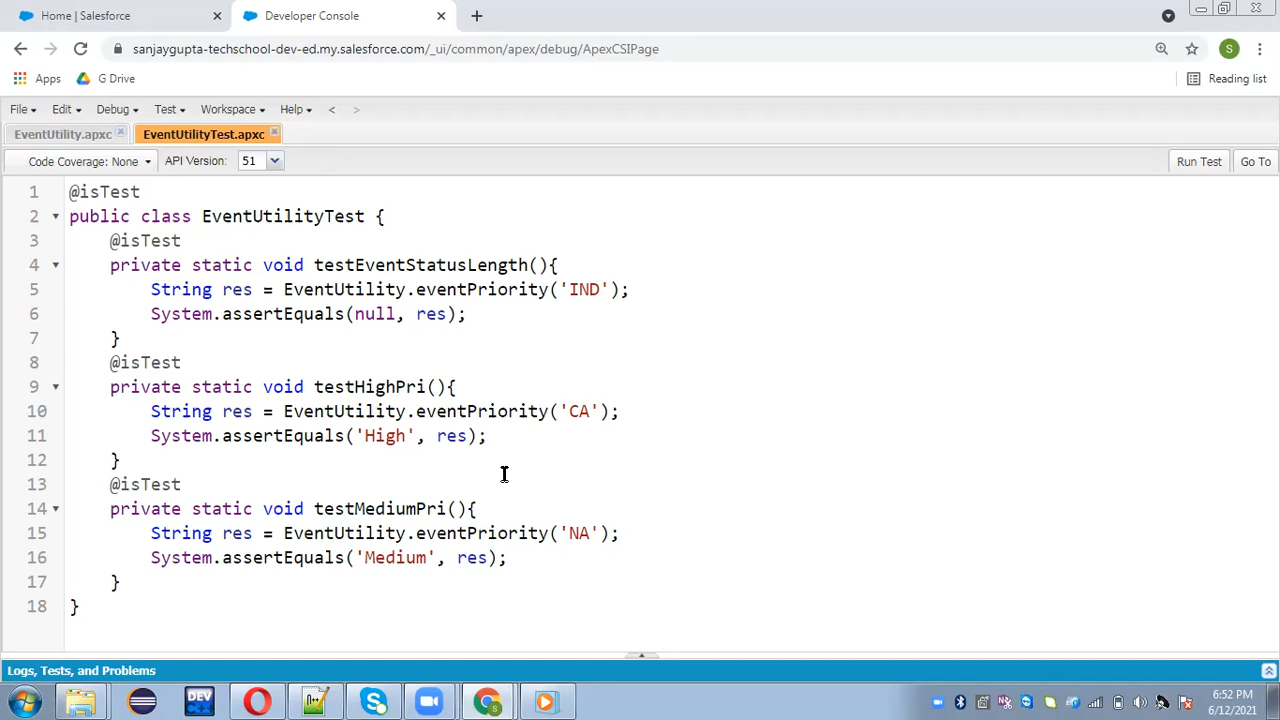 Home | Salesforce
Developer Console
sanjaygupta-techschool-dev-ed.my.salesforce.com/_ui/common/apex/debug/ApexCSIPage
S
Apps G Drive Reading list
File Edit Debug Test Workspace Help < >
EventUtility.apxc EventUtilityTest.apxc
Code Coverage: None API Version: 51 Run Test Go To
1 @isTest
2 public class EventUtilityTest {
3 @isTest
4 private static void testEventStatusLength(){
5 String res = EventUtility.eventPriority('IND');
6 System.assertEquals(null, res);
7 }
8 @isTest
9 private static void testHighPri(){
10 String res = EventUtility.eventPriority('CA');
11 System.assertEquals('High', res);
12 }
13 @isTest
14 private static void testMediumPri(){
15 String res = EventUtility.eventPriority('NA');
16 System.assertEquals('Medium', res);
17 }
18 }
Logs, Tests, and Problems
DEV
6:52 PM
6/12/2021